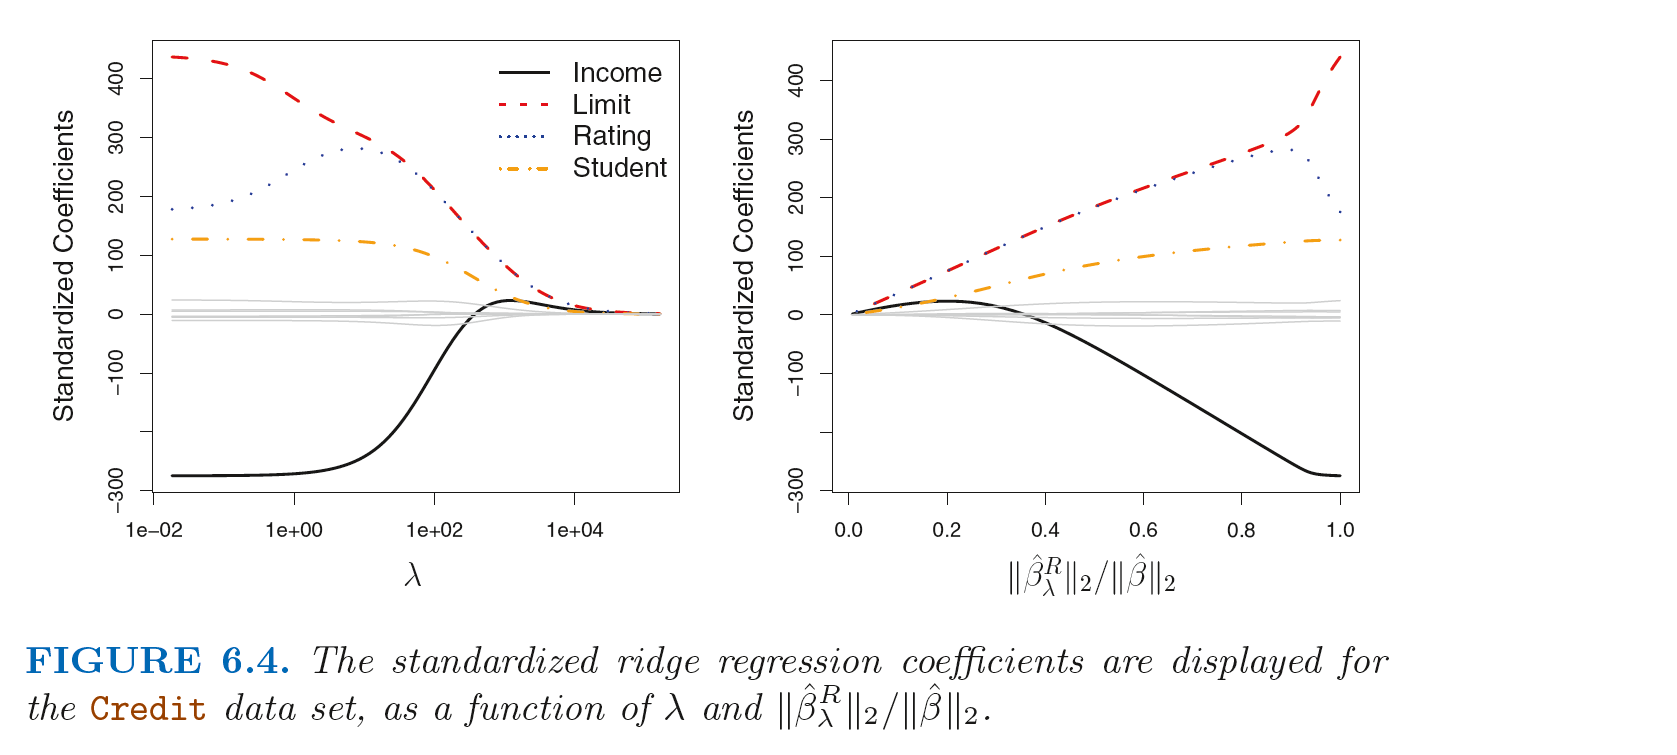 Standardized Coefficients
400
300
200
100
0
−100
−300
1e−02 1e+00 1e+02 1e+04
λ
Income
Limit
Rating
Student
Standardized Coefficients
400
300
200
100
0
−100
−300
0.0 0.2 0.4 0.6 0.8 1.0
‖β̂λᴿ‖₂/‖β̂‖₂
FIGURE 6.4. The standardized ridge regression coefficients are displayed for
the Credit data set, as a function of λ and ‖β̂λᴿ‖₂/‖β̂‖₂.